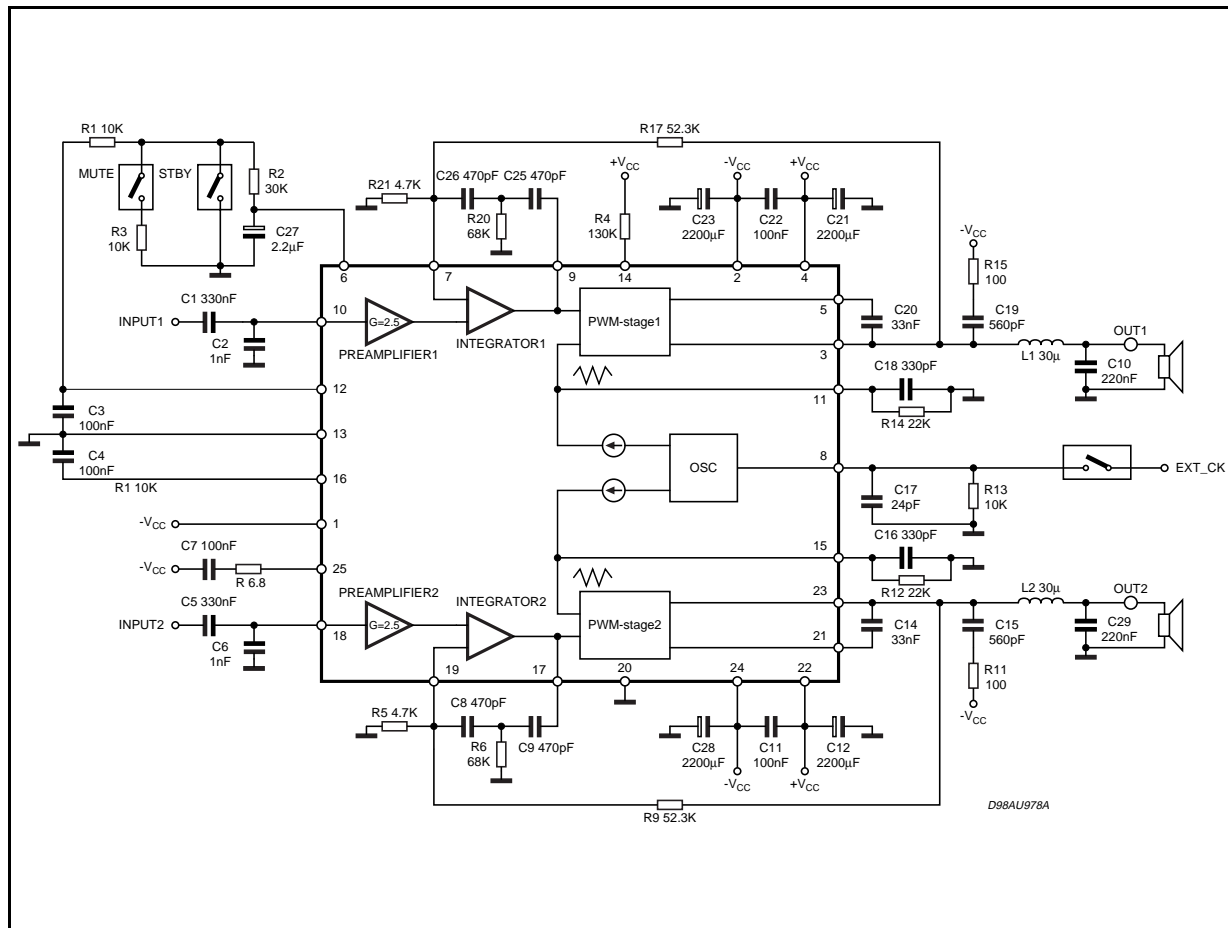 R1 10K
R17 52.3K
+VCC
-VCC
+VCC
MUTE
STBY
R2
30K
R21 4.7K
C26 470pF
C25 470pF
R20
68K
R4
130K
C23
2200µF
C22
100nF
C21
2200µF
R3
10K
C27
2.2µF
-VCC
R15
100
6
7
9
14
2
4
C1 330nF
INPUT1
C2
1nF
10
G=2.5
PREAMPLIFIER1
INTEGRATOR1
PWM-stage1
5
3
C20
33nF
C19
560pF
L1 30µ
OUT1
C10
220nF
12
11
C18 330pF
R14 22K
C3
100nF
13
C4
100nF
R1 10K
16
OSC
8
EXT_CK
C17
24pF
R13
10K
-VCC
1
C7 100nF
-VCC
R 6.8
25
15
C16 330pF
R12 22K
C5 330nF
INPUT2
C6
1nF
PREAMPLIFIER2
G=2.5
18
INTEGRATOR2
PWM-stage2
23
21
C14
33nF
C15
560pF
L2 30µ
OUT2
C29
220nF
R11
100
-VCC
19
17
20
24
22
R5 4.7K
C8 470pF
R6
68K
C9 470pF
C28
2200µF
C11
100nF
C12
2200µF
-VCC
+VCC
R9 52.3K
D98AU978A